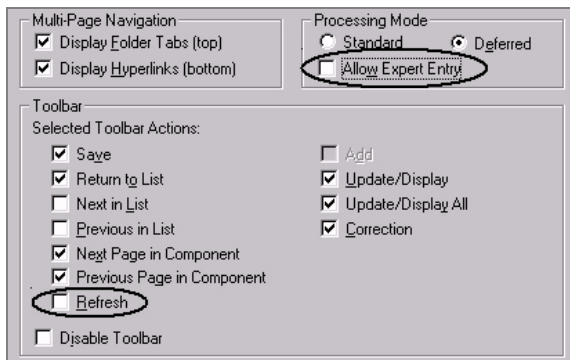 Multi-Page Navigation
Display Folder Tabs (top)
Display Hyperlinks (bottom)
Processing Mode
Standard
Deferred
Allow Expert Entry
Toolbar
Selected Toolbar Actions:
Save
Return to List
Next in List
Previous in List
Next Page in Component
Previous Page in Component
Refresh
Add
Update/Display
Update/Display All
Correction
Disable Toolbar